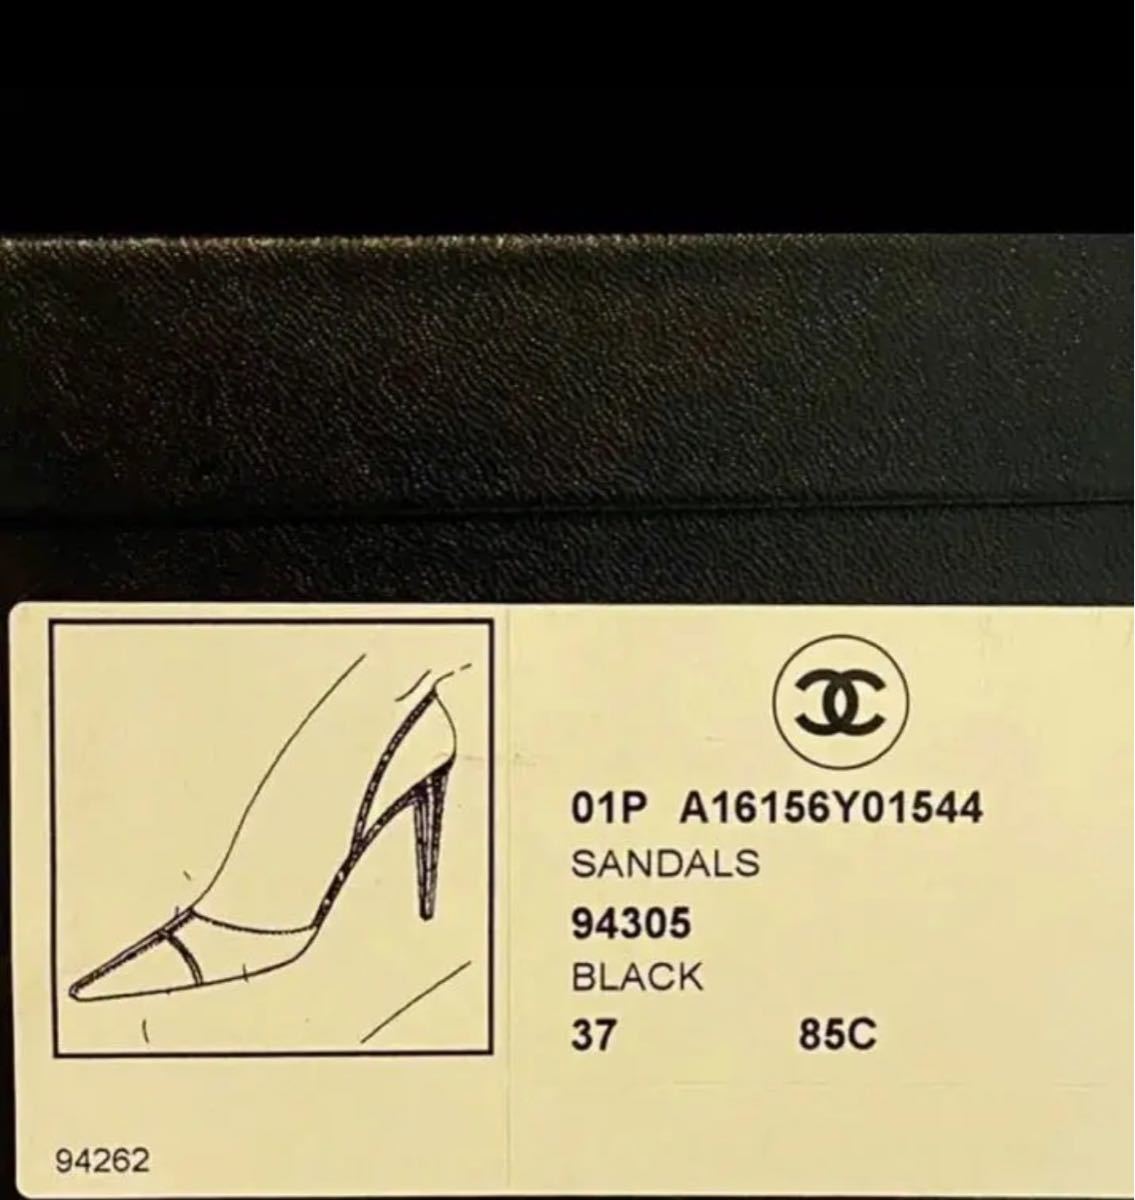 01P A16156Y01544
SANDALS
94305
BLACK
37 85C
94262